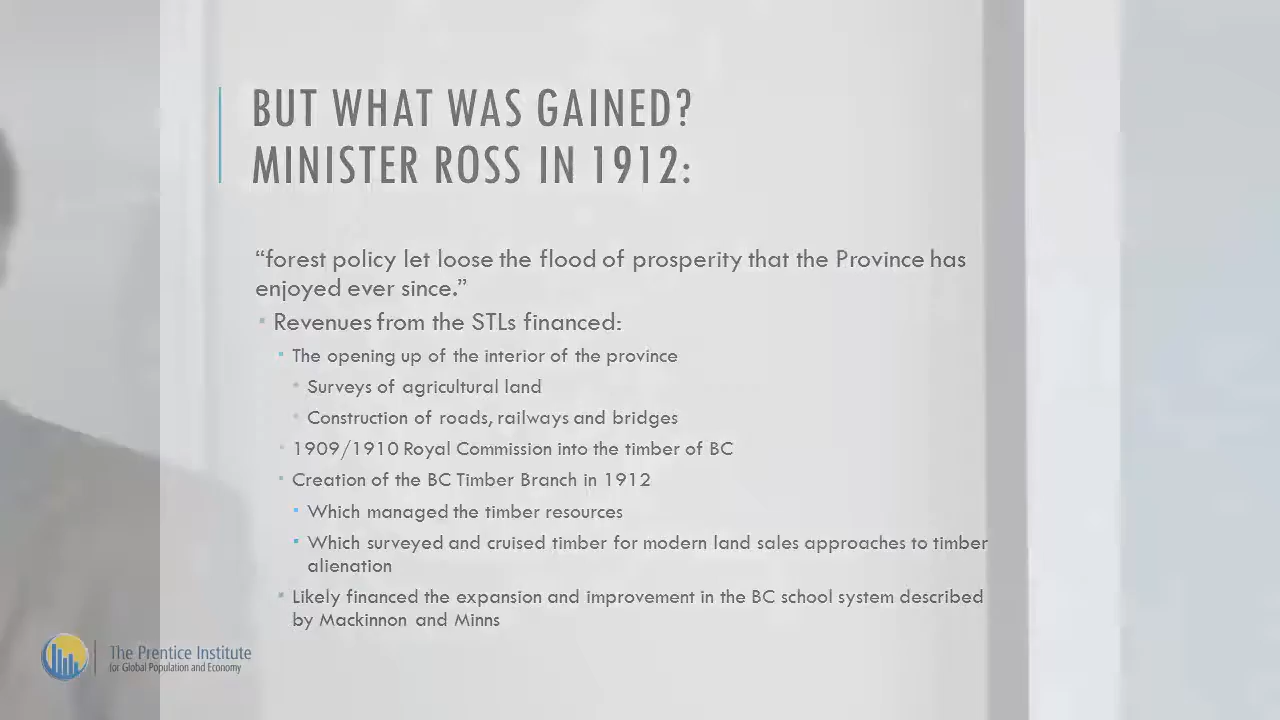 BUT WHAT WAS GAINED?
MINISTER ROSS IN 1912:
“forest policy let loose the flood of prosperity that the Province has
enjoyed ever since.”
▪ Revenues from the STLs financed:
▪ The opening up of the interior of the province
▪ Surveys of agricultural land
▪ Construction of roads, railways and bridges
▪ 1909/1910 Royal Commission into the timber of BC
▪ Creation of the BC Timber Branch in 1912
▪ Which managed the timber resources
▪ Which surveyed and cruised timber for modern land sales approaches to timber
alienation
▪ Likely financed the expansion and improvement in the BC school system described
by Mackinnon and Minns
The Prentice Institute
for Global Population and Economy